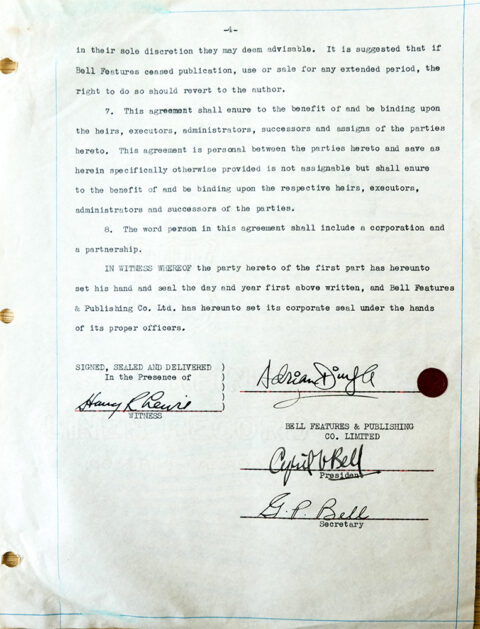 -4-
in their sole discretion they may deem advisable. It is suggested that if
Bell Features ceased publication, use or sale for any extended period, the
right to do so should revert to the author.
7. This agreement shall enure to the benefit of and be binding upon
the heirs, executors, administrators, successors and assigns of the parties
hereto. This agreement is personal between the parties hereto and save as
herein specifically otherwise provided is not assignable but shall enure
to the benefit of and be binding upon the respective heirs, executors,
administrators and successors of the parties.
8. The word person in this agreement shall include a corporation and
a partnership.
IN WITNESS WHEREOF the party hereto of the first part has hereunto
set his hand and seal the day and year first above written, and Bell Features
& Publishing Co. Ltd. has hereunto set its corporate seal under the hands
of its proper officers.
SIGNED, SEALED AND DELIVERED )
In the Presence of )
)
)
Harry R Lewis )
WITNESS
Adrian Dingle
BELL FEATURES & PUBLISHING
CO. LIMITED
Cyril V Bell
President
G. P. Bell
Secretary